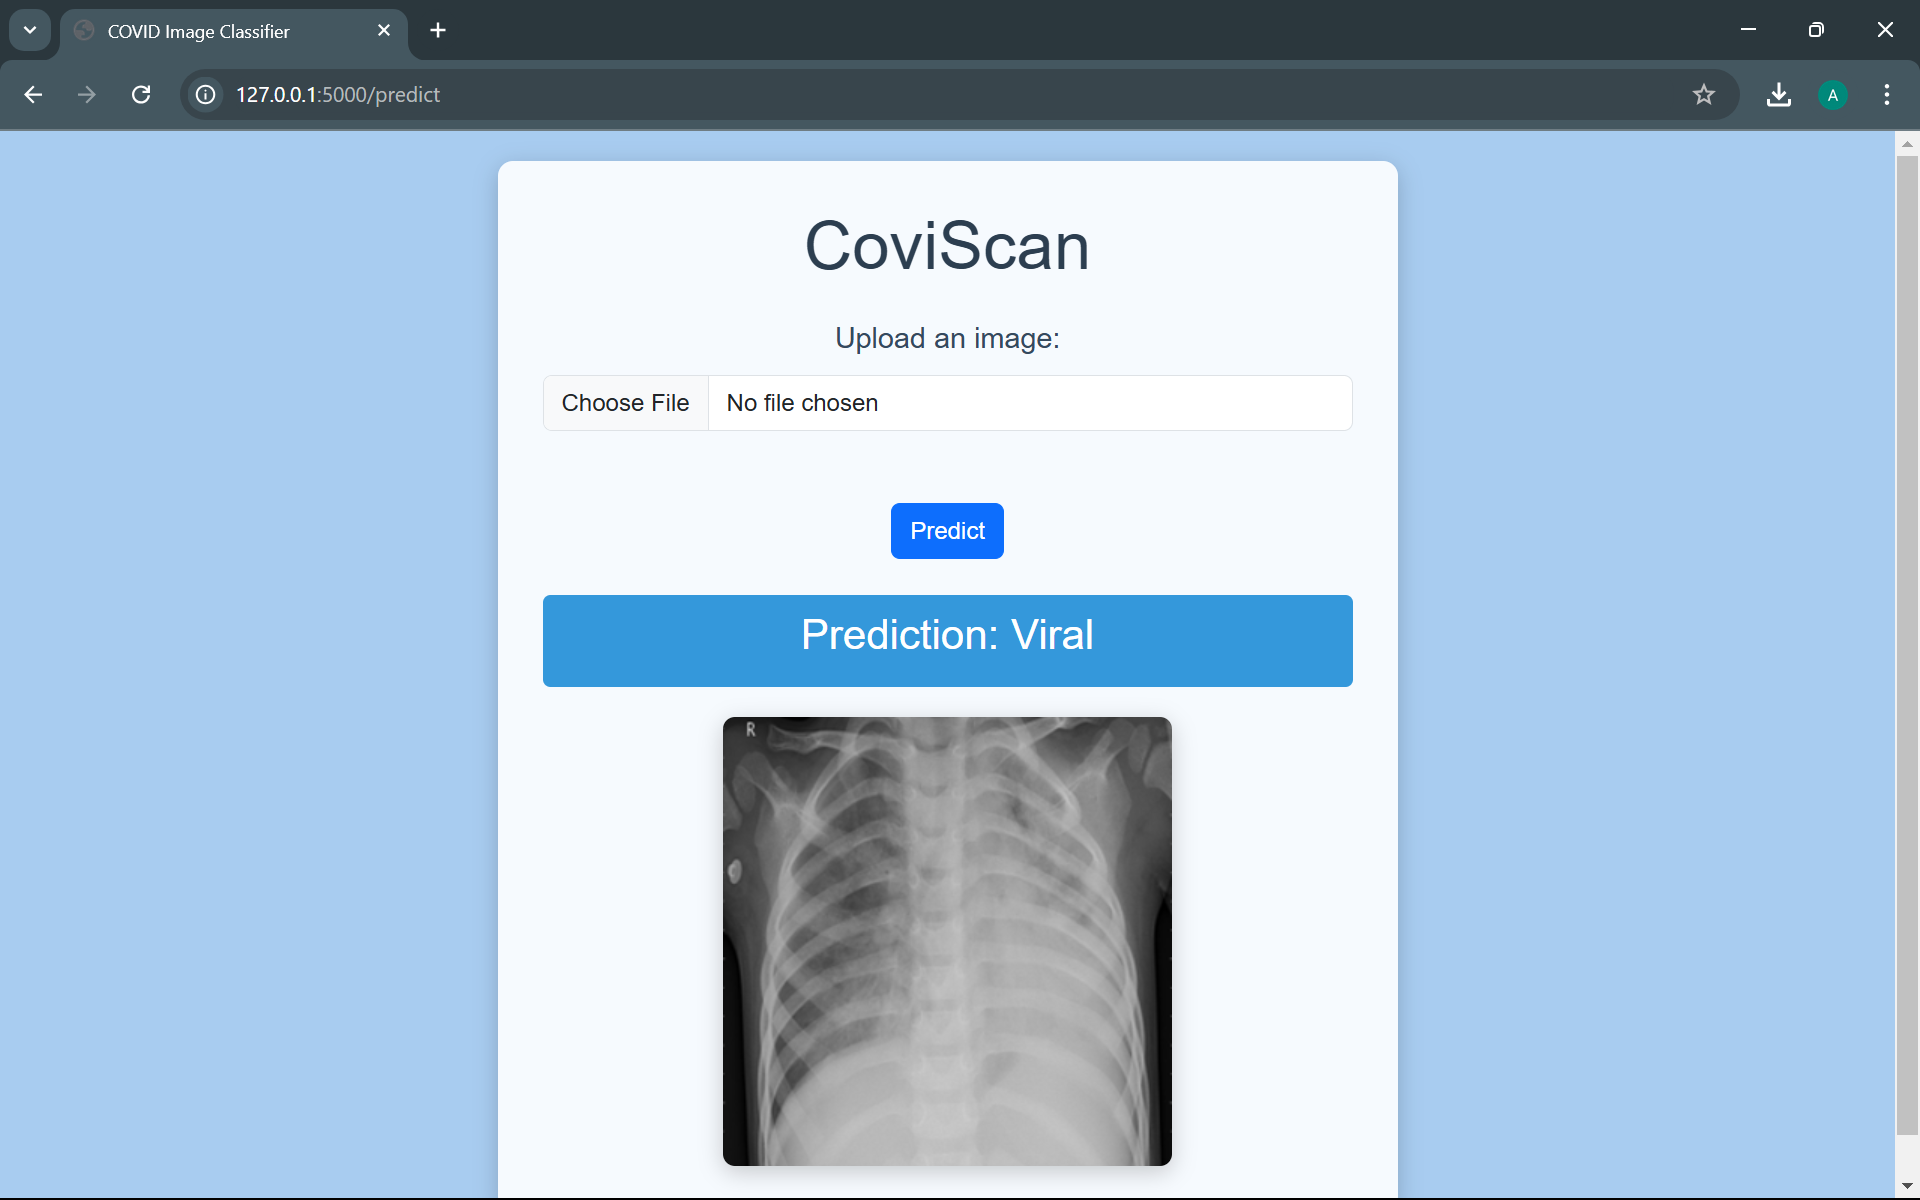 COVID Image Classifier
127.0.0.1:5000/predict
A
CoviScan
Upload an image:
Choose File
No file chosen
Predict
Prediction: Viral
R